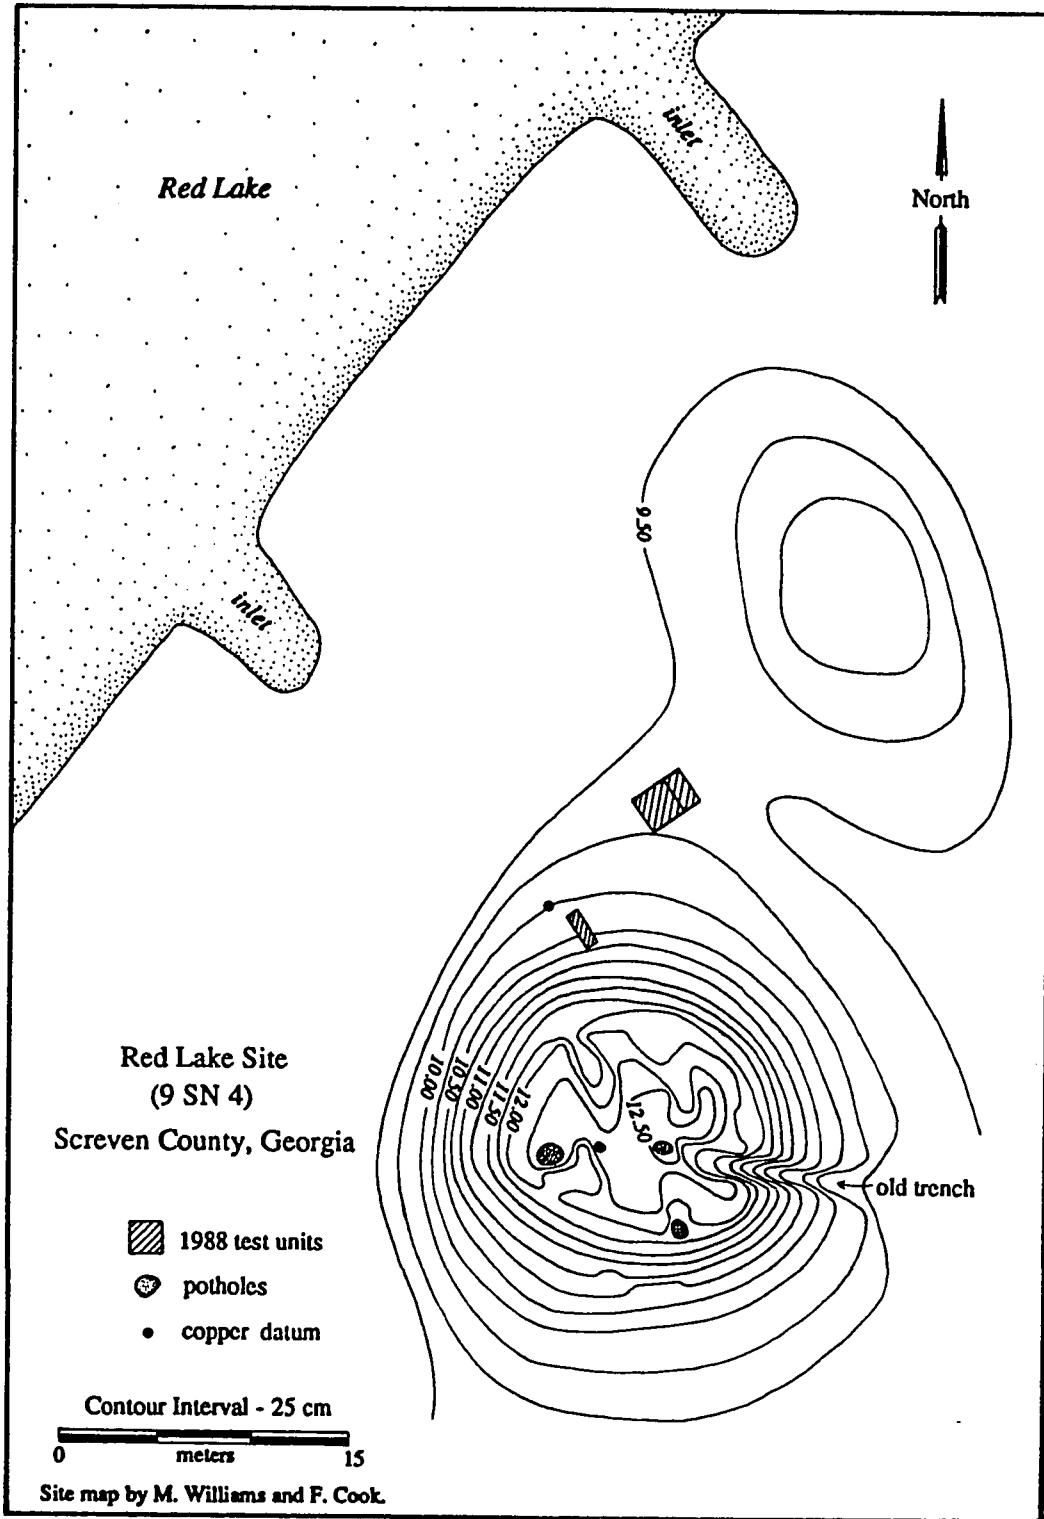 inlet
Red Lake
North
9.50
inlet
Red Lake Site
(9 SN 4)
Screven County, Georgia
10.00
10.50
11.00
11.50
12.00
12.50
old trench
1988 test units
potholes
copper datum
Contour Interval - 25 cm
0 meters 15
Site map by M. Williams and F. Cook.